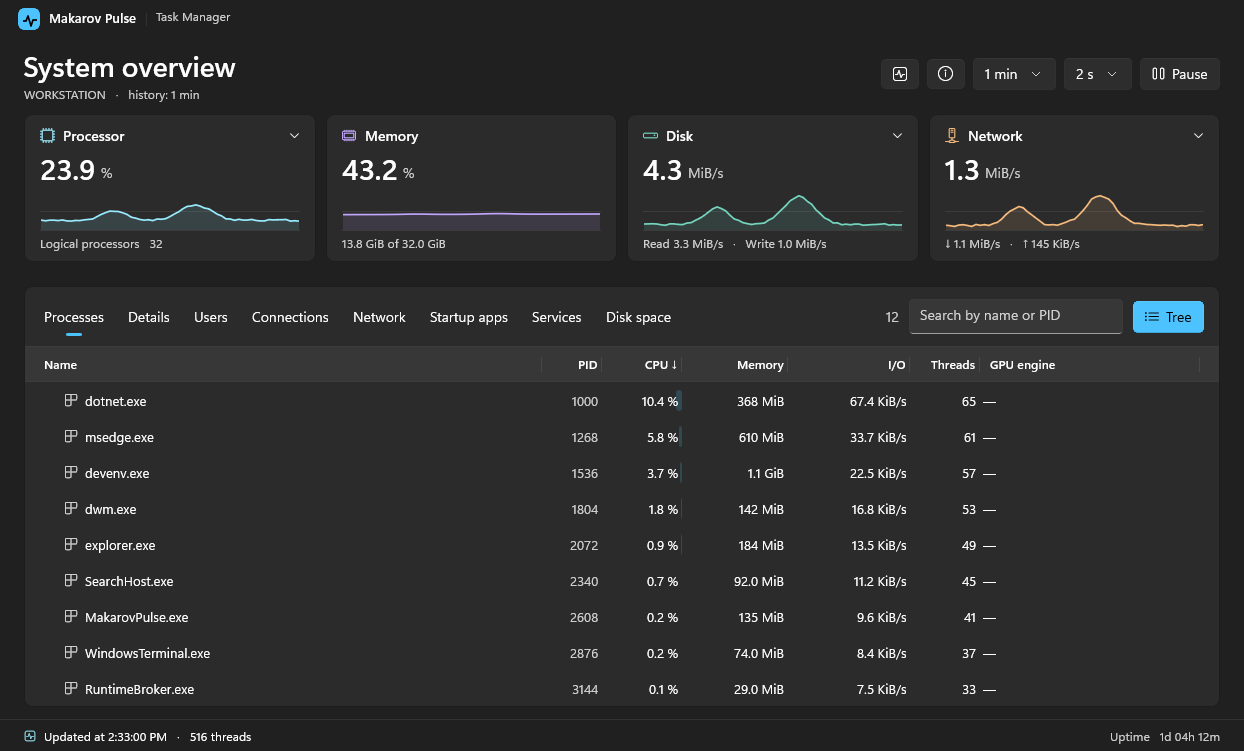 Makarov Pulse Task Manager
System overview
WORKSTATION · history: 1 min
1 min 2 s Pause
Processor
23.9 %
Logical processors 32
Memory
43.2 %
13.8 GiB of 32.0 GiB
Disk
4.3 MiB/s
Read 3.3 MiB/s · Write 1.0 MiB/s
Network
1.3 MiB/s
↓ 1.1 MiB/s · ↑ 145 KiB/s
Processes Details Users Connections Network Startup apps Services Disk space 12 Search by name or PID Tree
Name PID CPU ↓ Memory I/O Threads GPU engine
dotnet.exe 1000 10.4 % 368 MiB 67.4 KiB/s 65 —
msedge.exe 1268 5.8 % 610 MiB 33.7 KiB/s 61 —
devenv.exe 1536 3.7 % 1.1 GiB 22.5 KiB/s 57 —
dwm.exe 1804 1.8 % 142 MiB 16.8 KiB/s 53 —
explorer.exe 2072 0.9 % 184 MiB 13.5 KiB/s 49 —
SearchHost.exe 2340 0.7 % 92.0 MiB 11.2 KiB/s 45 —
MakarovPulse.exe 2608 0.2 % 135 MiB 9.6 KiB/s 41 —
WindowsTerminal.exe 2876 0.2 % 74.0 MiB 8.4 KiB/s 37 —
RuntimeBroker.exe 3144 0.1 % 29.0 MiB 7.5 KiB/s 33 —
Updated at 2:33:00 PM · 516 threads Uptime 1d 04h 12m